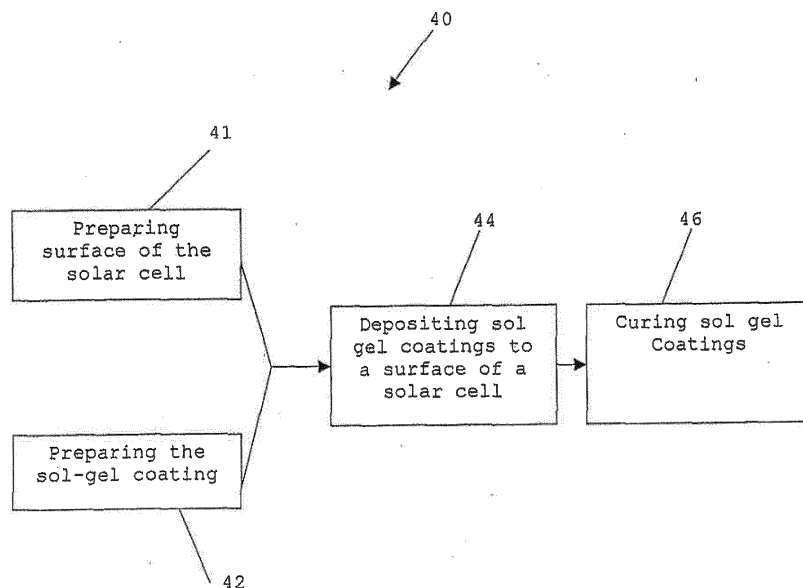 40
41
Preparing
surface of the
solar cell
44
46
Depositing sol
gel coatings to
a surface of a
solar cell
Curing sol gel
Coatings
Preparing the
sol-gel coating
42